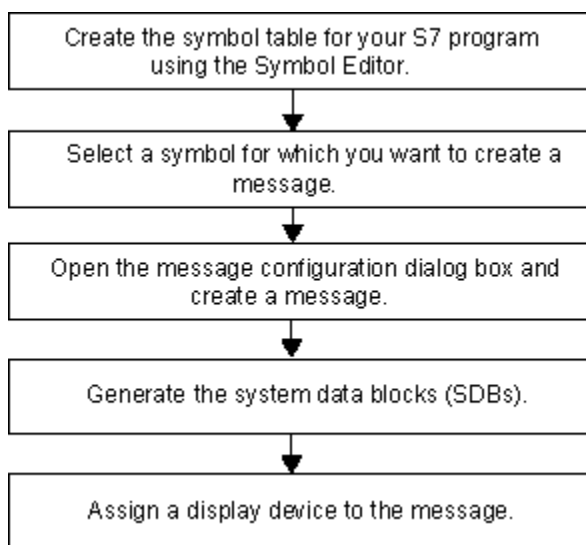 Create the symbol table for your S7 program
using the Symbol Editor.
Select a symbol for which you want to create a
message.
Open the message configuration dialog box and
create a message.
Generate the system data blocks (SDBs).
Assign a display device to the message.